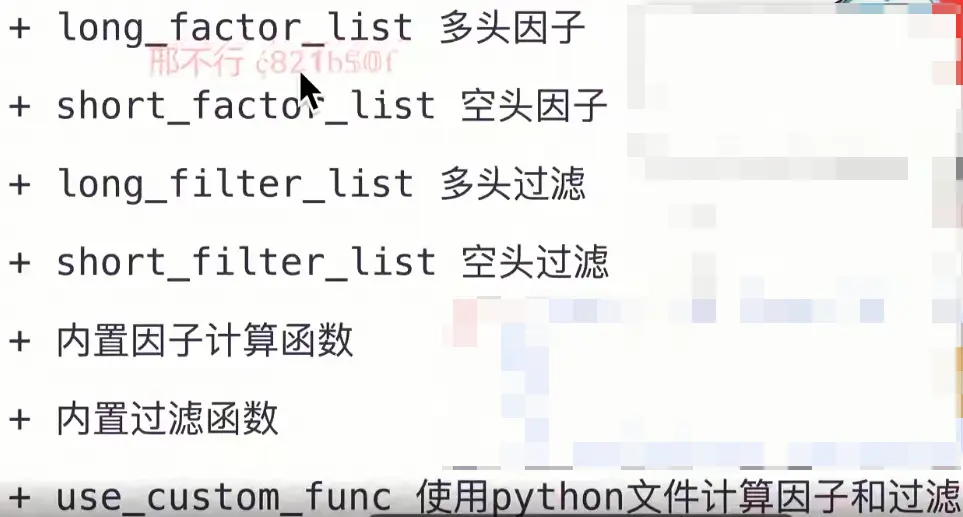 + long_factor_list 多头因子
邢不行
+ short_factor_list 空头因子
+ long_filter_list 多头过滤
+ short_filter_list 空头过滤
+ 内置因子计算函数
+ 内置过滤函数
+ use_custom_func 使用python文件计算因子和过滤